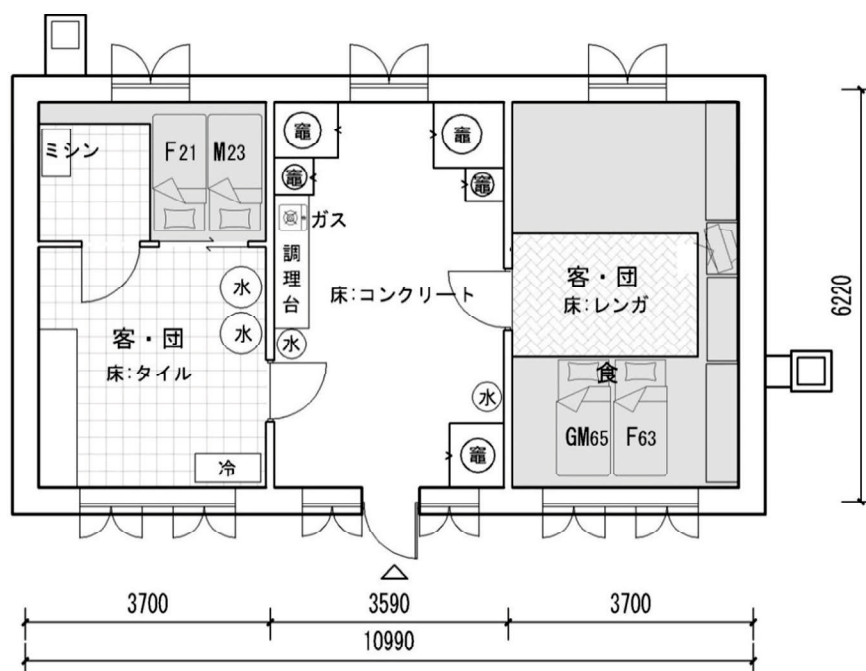 ミシン
F21
M23
竈
竈
竈
竈
ガス
調理台
水
水
水
客・団
床:タイル
床:コンクリート
客・団
床:レンガ
食
水
竈
冷
GM65
F63
6220
3700
3590
3700
10990